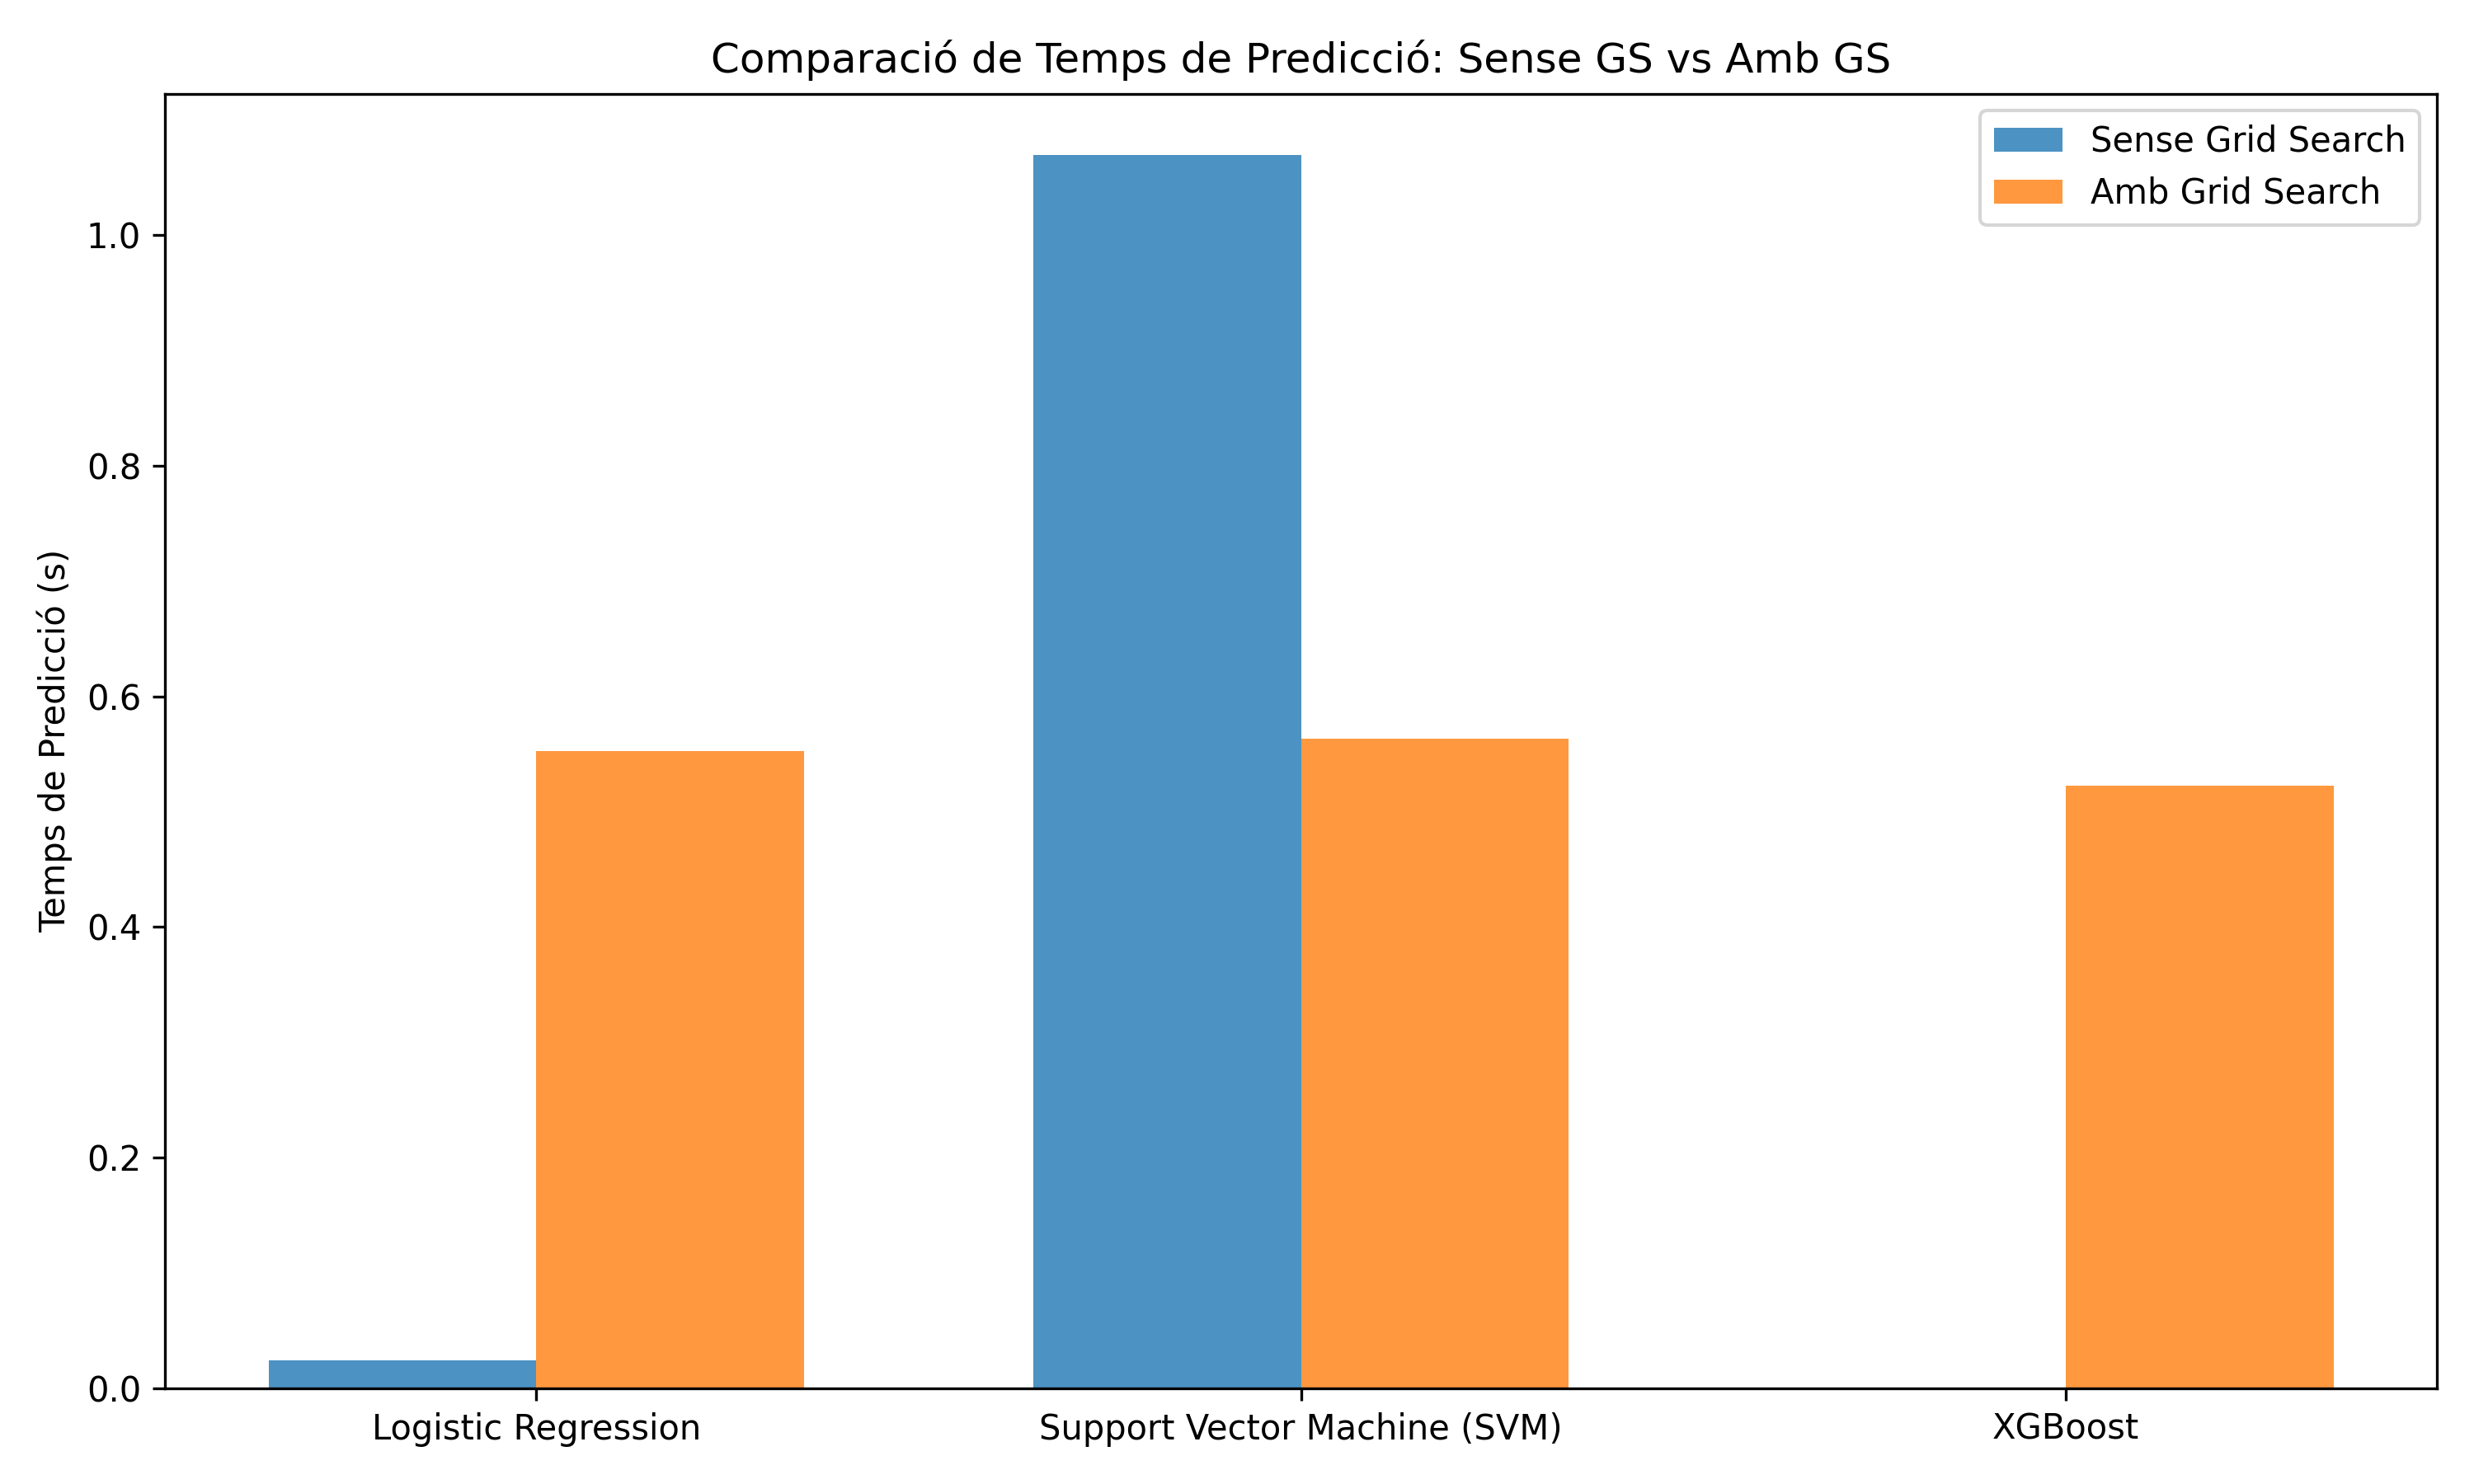 Comparació de Temps de Predicció: Sense GS vs Amb GS
Sense Grid Search
Amb Grid Search
Temps de Predicció (s)
1.0
0.8
0.6
0.4
0.2
0.0
Logistic Regression
Support Vector Machine (SVM)
XGBoost